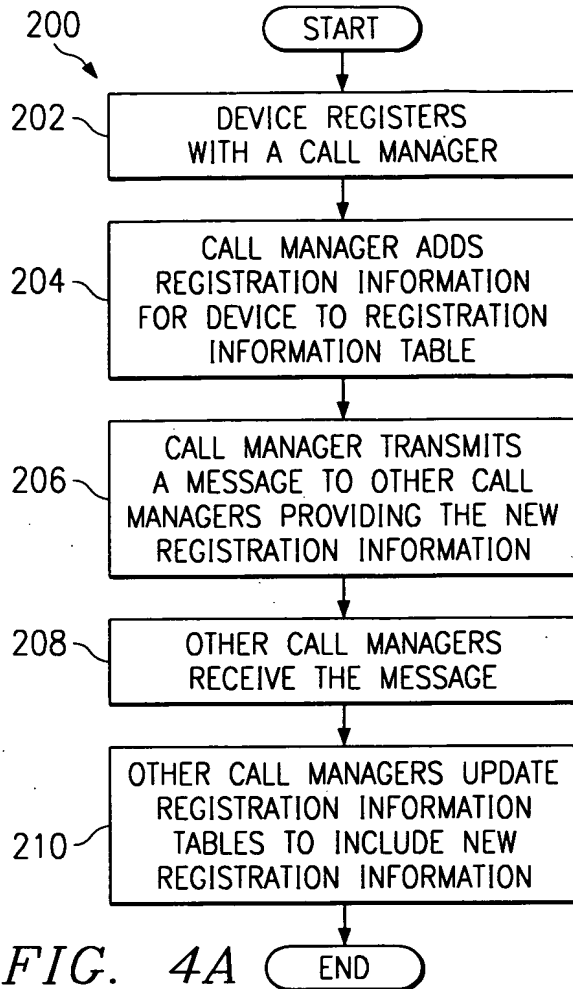 200
START
202
DEVICE REGISTERS
WITH A CALL MANAGER
204
CALL MANAGER ADDS
REGISTRATION INFORMATION
FOR DEVICE TO REGISTRATION
INFORMATION TABLE
206
CALL MANAGER TRANSMITS
A MESSAGE TO OTHER CALL
MANAGERS PROVIDING THE NEW
REGISTRATION INFORMATION
208
OTHER CALL MANAGERS
RECEIVE THE MESSAGE
210
OTHER CALL MANAGERS UPDATE
REGISTRATION INFORMATION
TABLES TO INCLUDE NEW
REGISTRATION INFORMATION
FIG. 4A
END